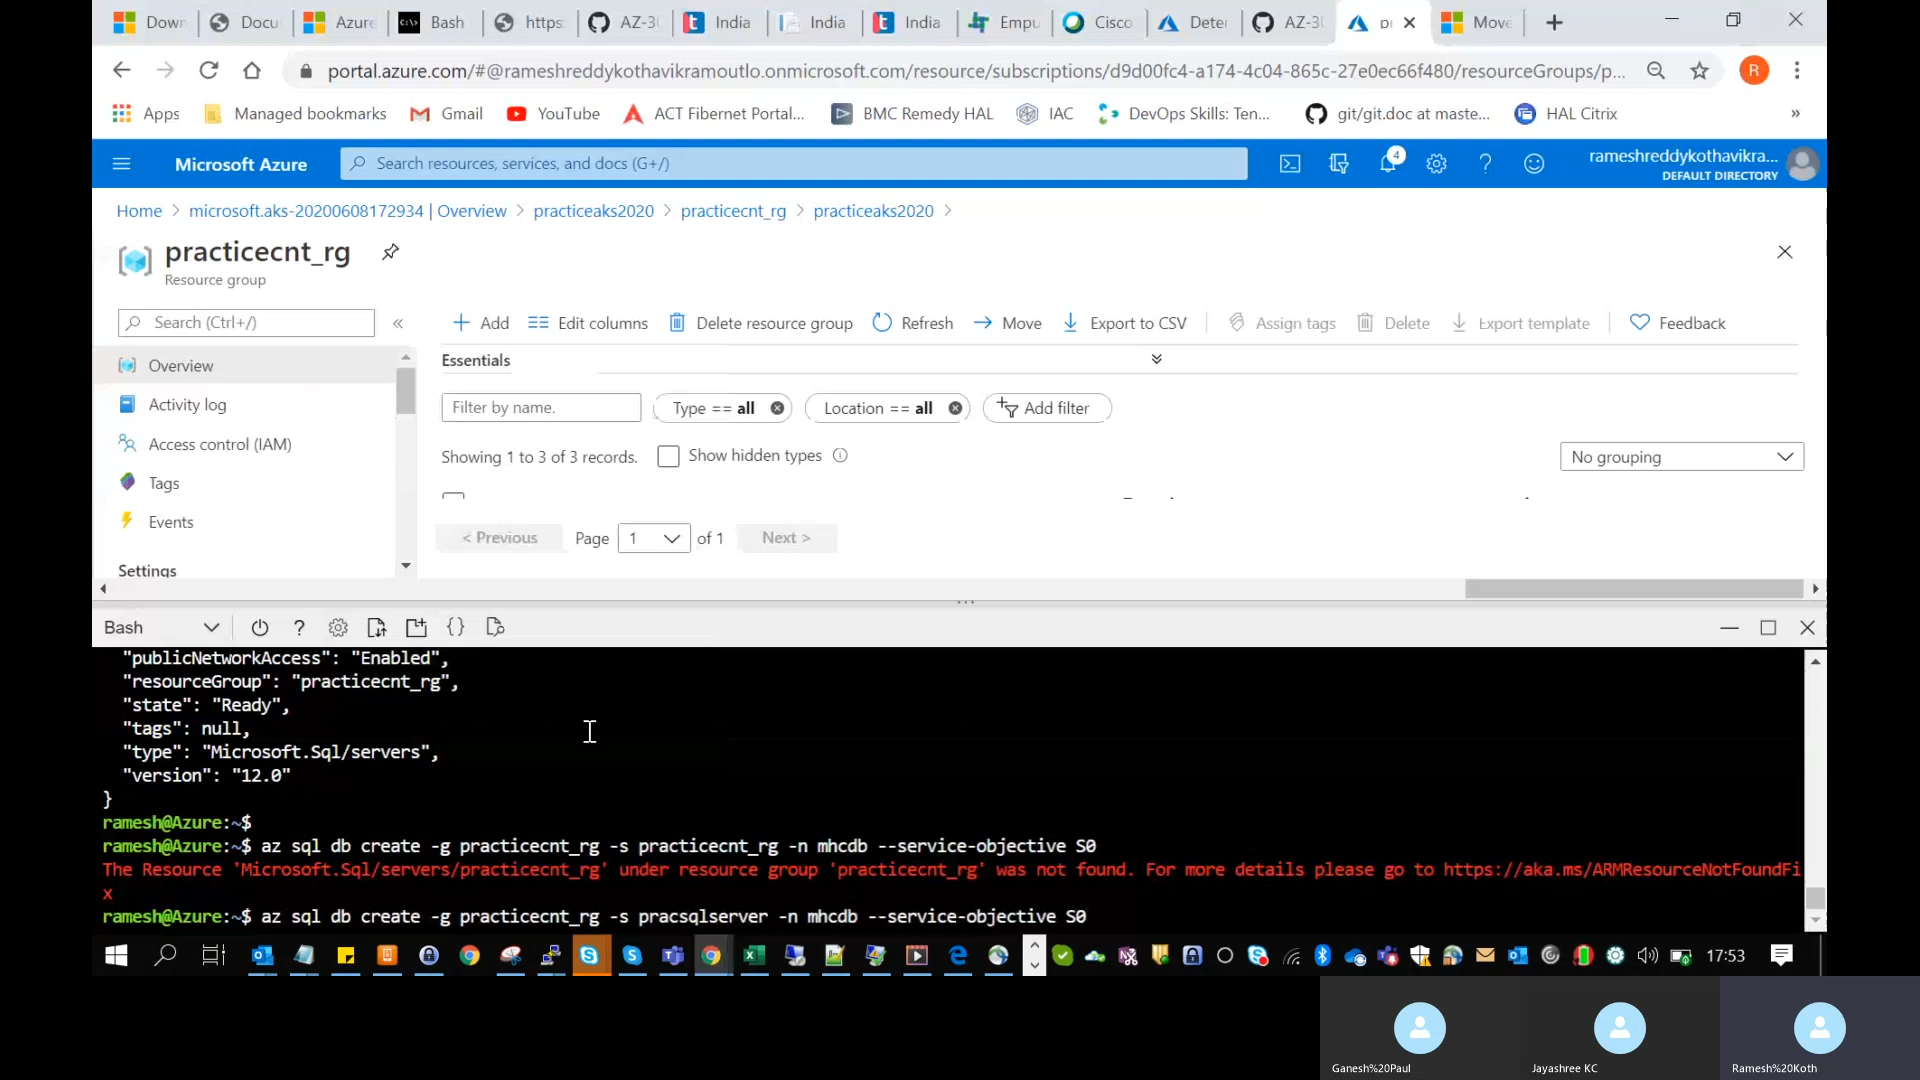 Down
Docu
Azure
Bash
https:
AZ-30
India
India
India
Empu
Cisco
Deter
AZ-30
Move
portal.azure.com/#@rameshreddykothavikramoutlo.onmicrosoft.com/resource/subscriptions/d9d00fc4-a174-4c04-865c-27e0ec66f480/resourceGroups/p...
R
Apps
Managed bookmarks
Gmail
YouTube
ACT Fibernet Portal...
BMC Remedy HAL
IAC
DevOps Skills: Ten...
git/git.doc at maste...
HAL Citrix
»
Microsoft Azure
Search resources, services, and docs (G+/)
4
rameshreddykothavikra...
DEFAULT DIRECTORY
Home > microsoft.aks-20200608172934 | Overview > practiceaks2020 > practicecnt_rg > practiceaks2020 >
practicecnt_rg
Resource group
Search (Ctrl+/)
«
Add
Edit columns
Delete resource group
Refresh
Move
Export to CSV
Assign tags
Delete
Export template
Feedback
Overview
Activity log
Access control (IAM)
Tags
Events
Settings
Essentials
Filter by name.
Type == all
Location == all
Add filter
Showing 1 to 3 of 3 records.
Show hidden types
No grouping
< Previous
Page
1
of 1
Next >
Bash
"publicNetworkAccess": "Enabled",
"resourceGroup": "practicecnt_rg",
"state": "Ready",
"tags": null,
"type": "Microsoft.Sql/servers",
"version": "12.0"
}
ramesh@Azure:~$
ramesh@Azure:~$ az sql db create -g practicecnt_rg -s practicecnt_rg -n mhcdb --service-objective S0
The Resource 'Microsoft.Sql/servers/practicecnt_rg' under resource group 'practicecnt_rg' was not found. For more details please go to https://aka.ms/ARMResourceNotFoundFi
x
ramesh@Azure:~$ az sql db create -g practicecnt_rg -s pracsqlserver -n mhcdb --service-objective S0
17:53
Ganesh%20Paul
Jayashree KC
Ramesh%20Koth